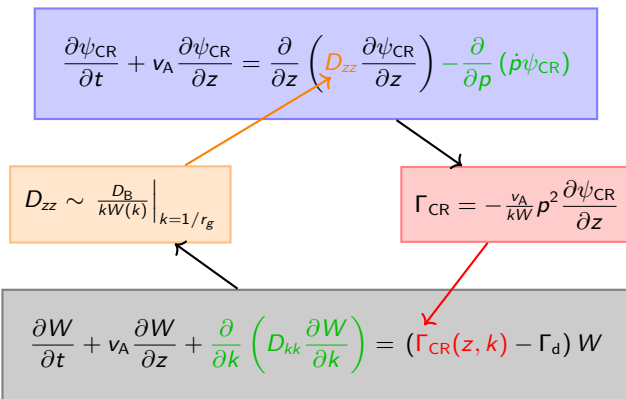 ∂ψ_CR/∂t + v_A ∂ψ_CR/∂z = ∂/∂z (D_zz ∂ψ_CR/∂z) − ∂/∂p (ṗψ_CR)
D_zz ∼ D_B/kW(k) |_{k=1/r_g}
Γ_CR = − v_A/kW p² ∂ψ_CR/∂z
∂W/∂t + v_A ∂W/∂z + ∂/∂k (D_kk ∂W/∂k) = (Γ_CR(z, k) − Γ_d) W